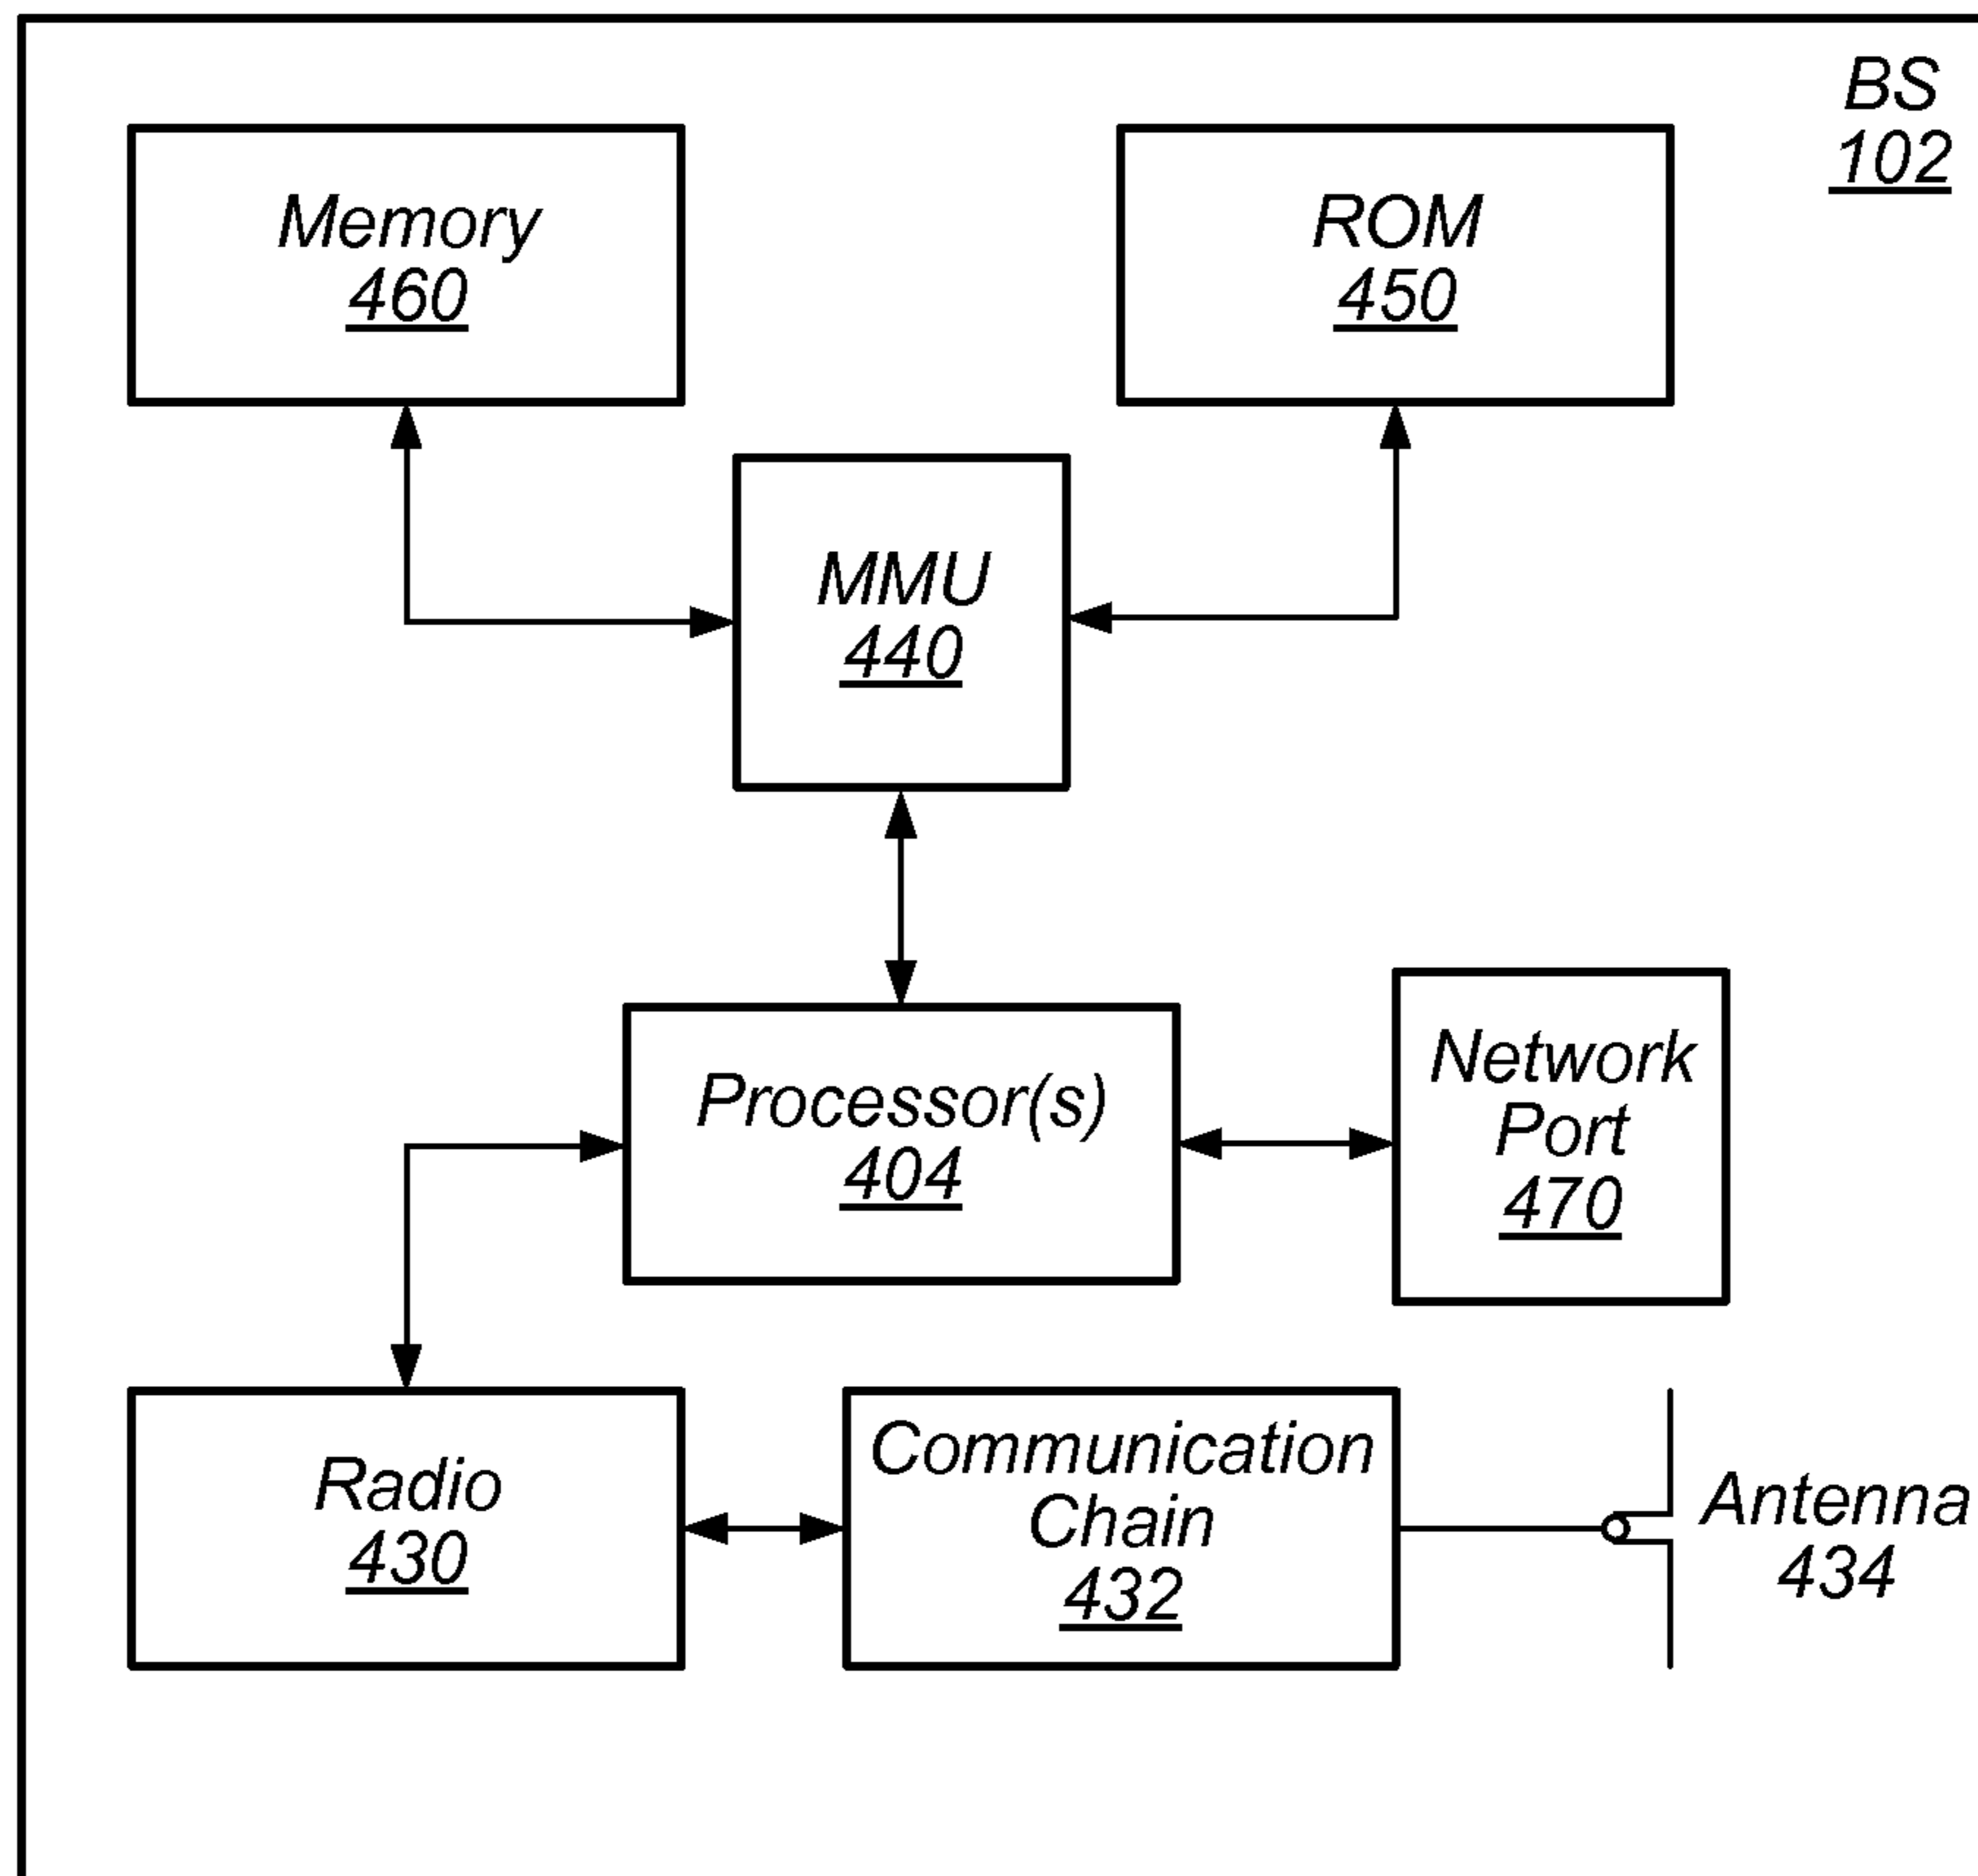 BS
102
Memory
460
ROM
450
MMU
440
Processor(s)
404
Network
Port
470
Radio
430
Communication
Chain
432
Antenna
434